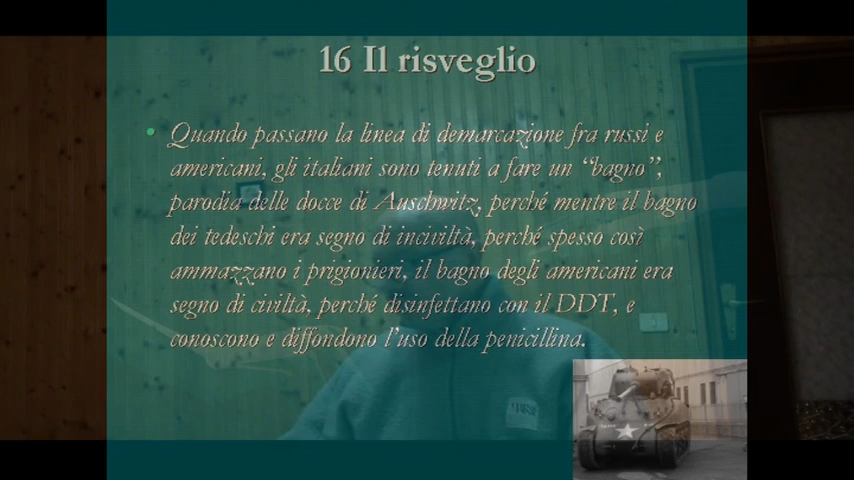 16 Il risveglio
• Quando passano la linea di demarcazione fra russi e
americani, gli italiani sono tenuti a fare un “bagno”,
parodia delle docce di Auschwitz, perché mentre il bagno
dei tedeschi era segno di inciviltà, perché spesso così
ammazzano i prigionieri, il bagno degli americani era
segno di civiltà, perché disinfettano con il DDT, e
conoscono e diffondono l’uso della penicillina.